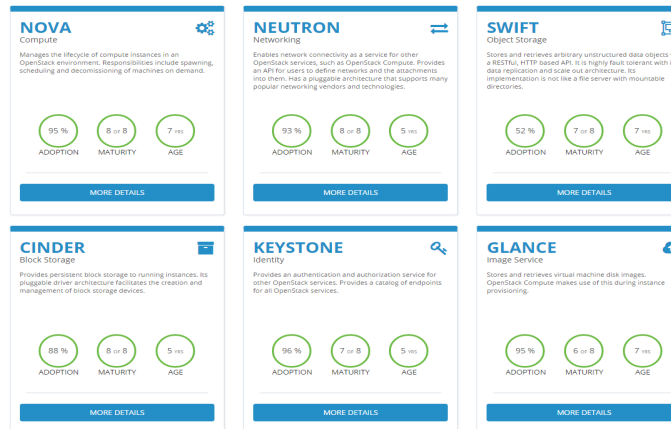 NOVA
Compute
Manages the lifecycle of compute instances in an
OpenStack environment. Responsibilities include spawning,
scheduling and decomissioning of machines on demand.
95 %
8 OF 8
7 YRS
ADOPTION
MATURITY
AGE
MORE DETAILS
NEUTRON
Networking
Enables network connectivity as a service for other
OpenStack services, such as OpenStack Compute. Provides
an API for users to define networks and the attachments
into them. Has a pluggable architecture that supports many
popular networking vendors and technologies.
93 %
8 OF 8
5 YRS
ADOPTION
MATURITY
AGE
MORE DETAILS
SWIFT
Object Storage
Stores and retrieves arbitrary unstructured data objects
a RESTful, HTTP based API. It is highly fault tolerant with
data replication and scale out architecture. Its
implementation is not like a file server with mountable
directories.
52 %
7 OF 8
7 YRS
ADOPTION
MATURITY
AGE
MORE DETAILS
CINDER
Block Storage
Provides persistent block storage to running instances. Its
pluggable driver architecture facilitates the creation and
management of block storage devices.
88 %
8 OF 8
5 YRS
ADOPTION
MATURITY
AGE
MORE DETAILS
KEYSTONE
Identity
Provides an authentication and authorization service for
other OpenStack services. Provides a catalog of endpoints
for all OpenStack services.
96 %
7 OF 8
5 YRS
ADOPTION
MATURITY
AGE
MORE DETAILS
GLANCE
Image Service
Stores and retrieves virtual machine disk images.
OpenStack Compute makes use of this during instance
provisioning.
95 %
6 OF 8
7 YRS
ADOPTION
MATURITY
AGE
MORE DETAILS